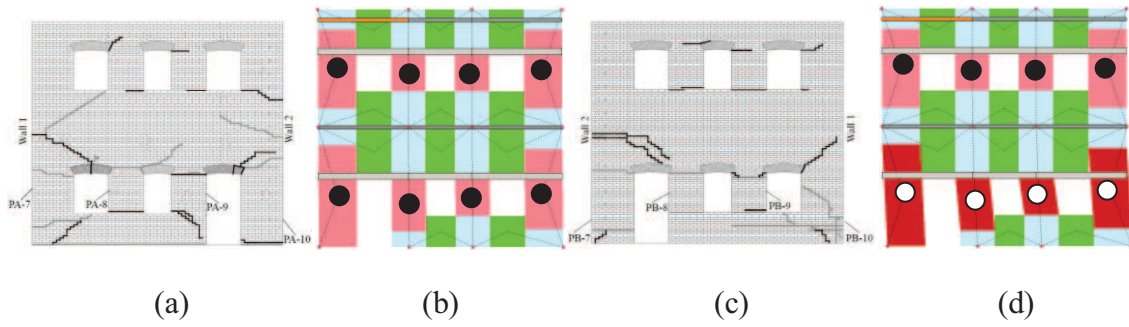 Wall 1
Wall 2
PA-7
PA-8
PA-9
PA-10
Wall 2
Wall 1
PB-7
PB-8
PB-9
PB-10
(a)
(b)
(c)
(d)